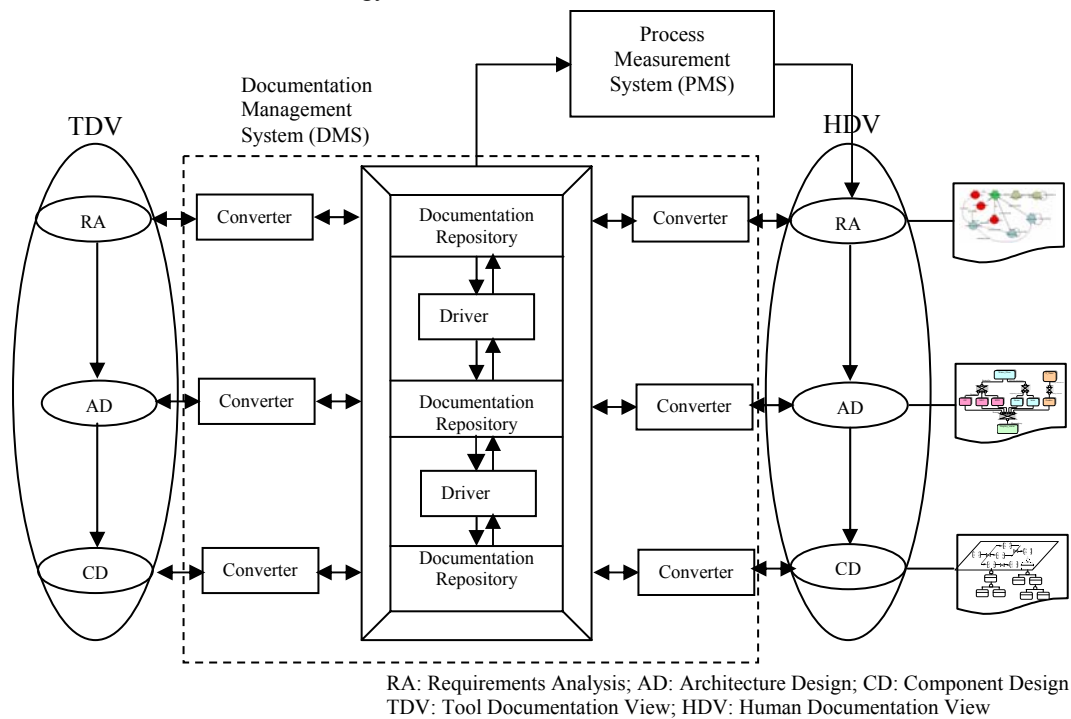 gy
Process
Measurement
System (PMS)
Documentation
Management
System (DMS)
TDV
HDV
RA
Converter
Documentation
Repository
Converter
RA
Driver
AD
Converter
Documentation
Repository
Converter
AD
Driver
CD
Converter
Documentation
Repository
Converter
CD
RA: Requirements Analysis; AD: Architecture Design; CD: Component Design
TDV: Tool Documentation View; HDV: Human Documentation View